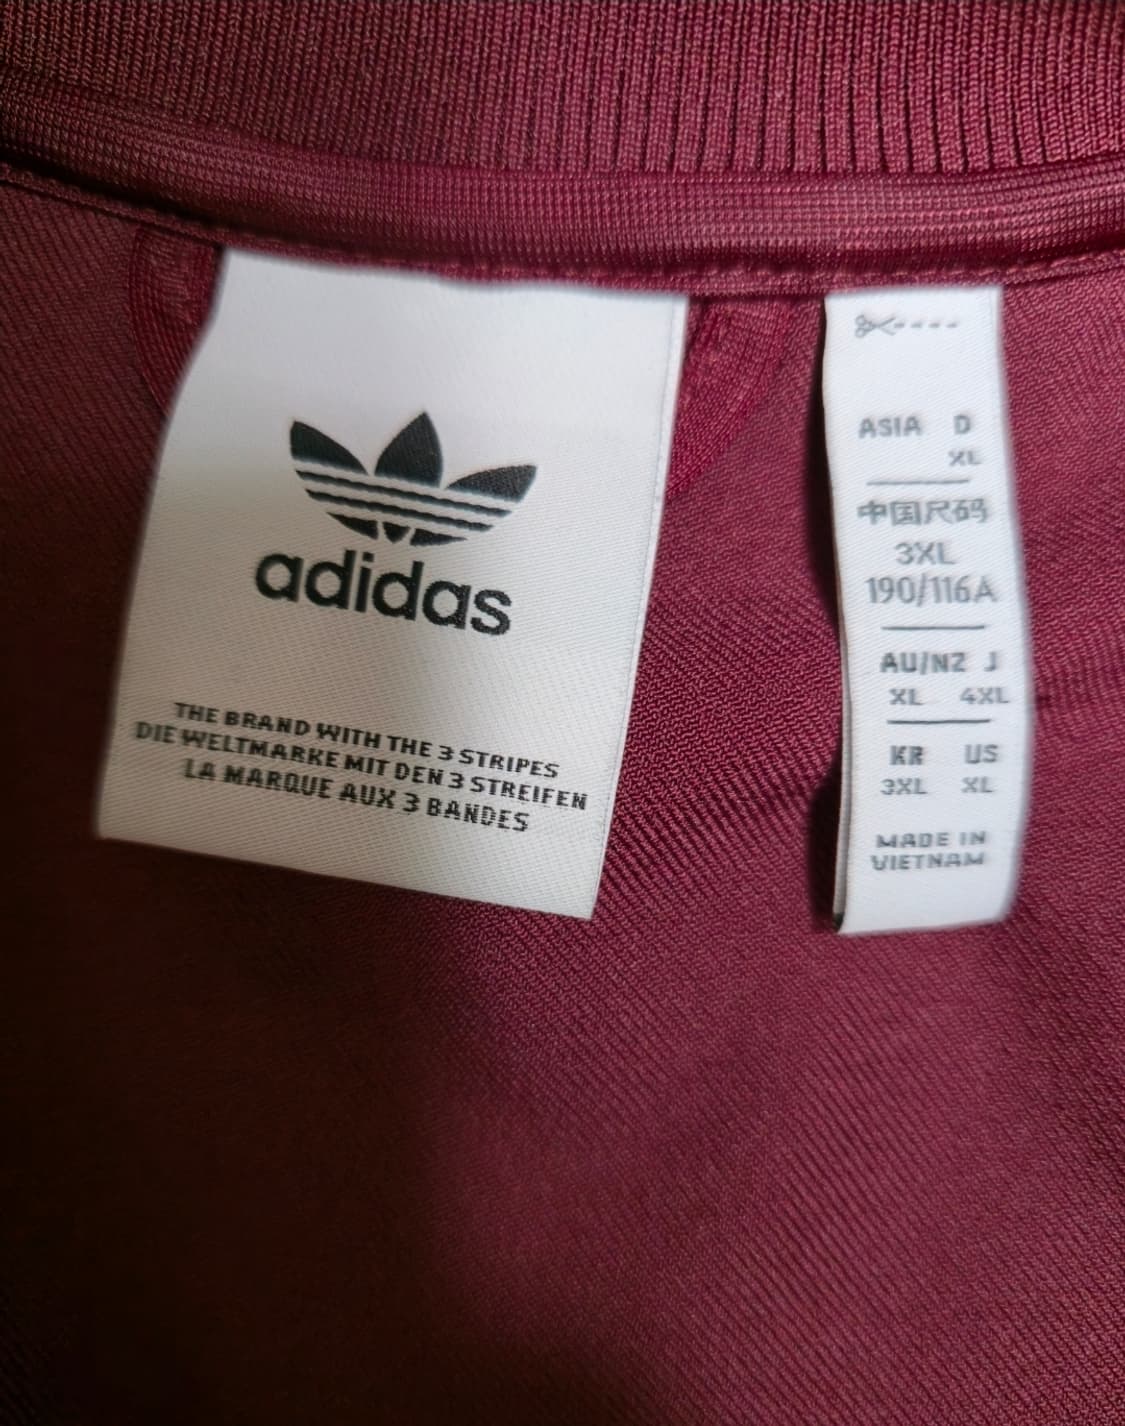 adidas
THE BRAND WITH THE 3 STRIPES
DIE WELTMARKE MIT DEN 3 STREIFEN
LA MARQUE AUX 3 BANDES
ASIA D
XL
中国尺码
3XL
190/116A
AU/NZ J
XL 4XL
KR US
3XL XL
MADE IN
VIETNAM